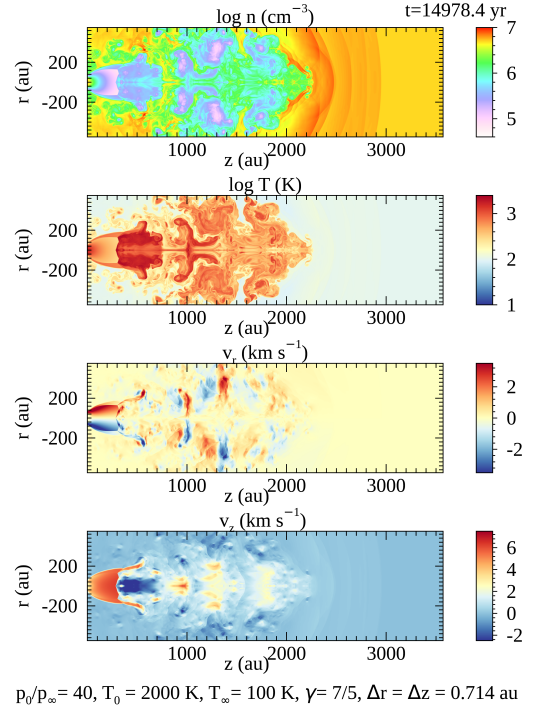 t=14978.4 yr
log n (cm⁻³)
r (au)
200
-200
1000
2000
3000
z (au)
7
6
5
log T (K)
r (au)
200
-200
1000
2000
3000
z (au)
3
2
1
vᵣ (km s⁻¹)
r (au)
200
-200
1000
2000
3000
z (au)
2
0
-2
v_z (km s⁻¹)
r (au)
200
-200
1000
2000
3000
z (au)
6
4
2
0
-2
p₀/p∞= 40, T₀ = 2000 K, T∞= 100 K, γ= 7/5, Δr = Δz = 0.714 au